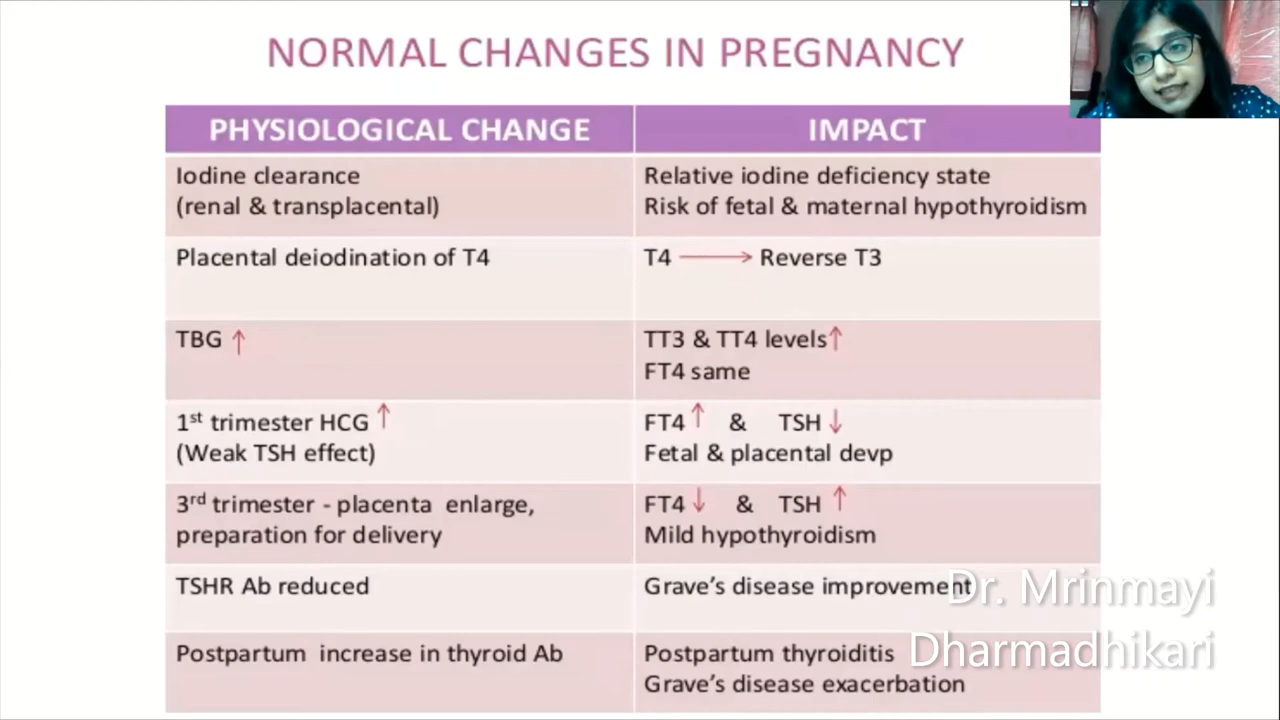 NORMAL CHANGES IN PREGNANCY
PHYSIOLOGICAL CHANGE
IMPACT
Iodine clearance
(renal & transplacental)
Relative iodine deficiency state
Risk of fetal & maternal hypothyroidism
Placental deiodination of T4
T4 → Reverse T3
TBG ↑
TT3 & TT4 levels↑
FT4 same
1st trimester HCG ↑
(Weak TSH effect)
FT4 ↑ & TSH ↓
Fetal & placental devp
3rd trimester - placenta enlarge,
preparation for delivery
FT4 ↓ & TSH ↑
Mild hypothyroidism
TSHR Ab reduced
Grave's disease improvement
Postpartum increase in thyroid Ab
Postpartum thyroiditis
Grave's disease exacerbation
Dr. Mrinmayi
Dharmadhikari